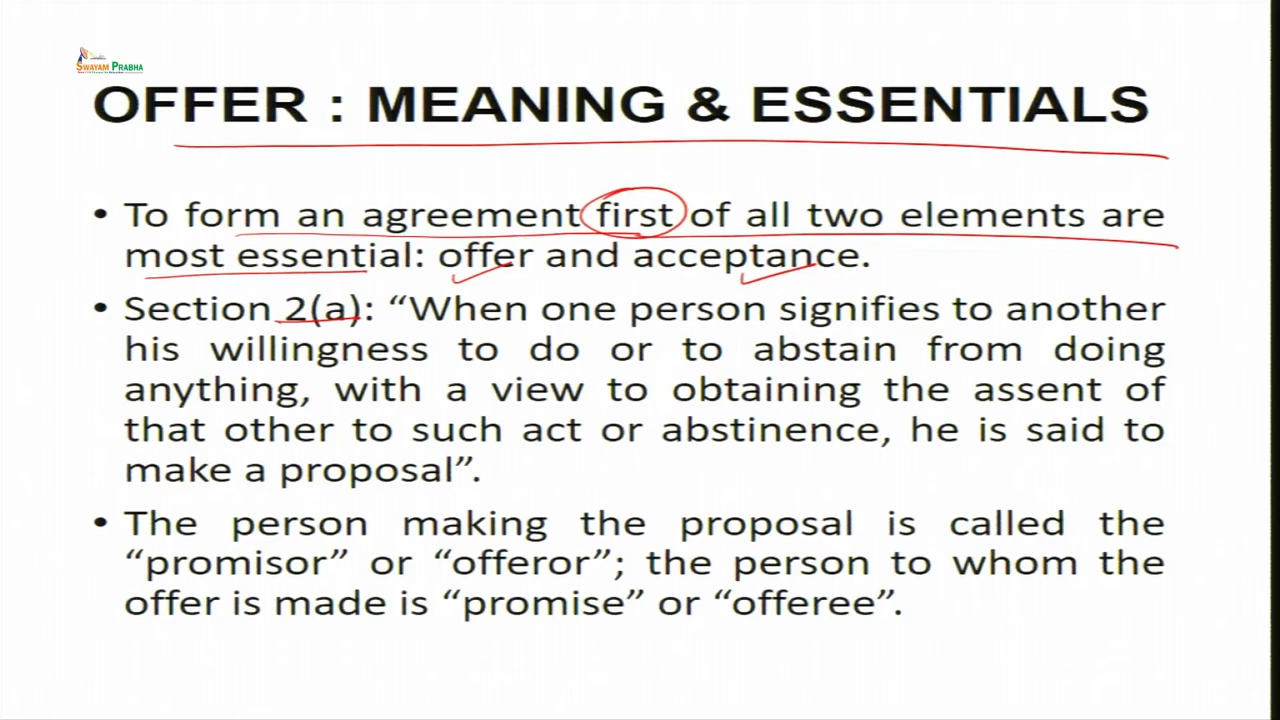 SWAYAM PRABHA
OFFER : MEANING & ESSENTIALS
• To form an agreement first of all two elements are
most essential: offer and acceptance.
• Section 2(a): “When one person signifies to another
his willingness to do or to abstain from doing
anything, with a view to obtaining the assent of
that other to such act or abstinence, he is said to
make a proposal”.
• The person making the proposal is called the
“promisor” or “offeror”; the person to whom the
offer is made is “promise” or “offeree”.